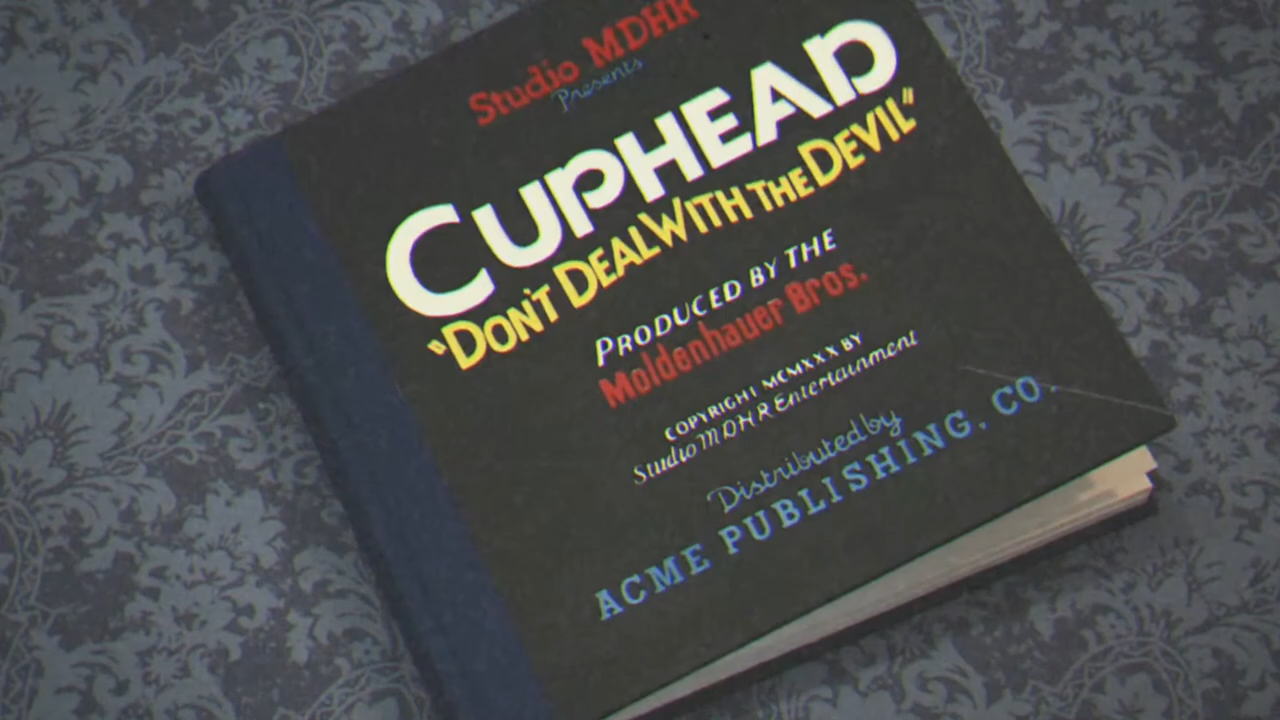 Studio MDHR
Presents
CUPHEAD
"DON'T DEAL WITH THE DEVIL"
PRODUCED BY THE
Moldenhauer Bros.
COPYRIGHT MCMXXX BY
Studio MDHR Entertainment
Distributed by
ACME PUBLISHING, CO.